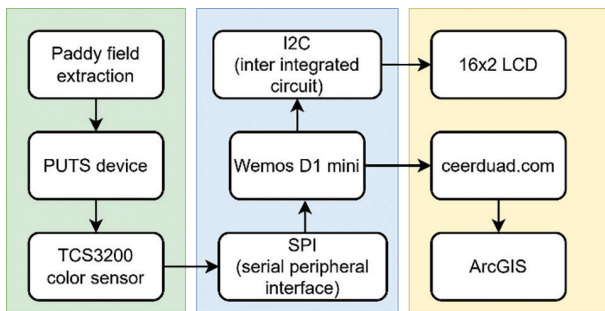 Paddy field
extraction
PUTS device
TCS3200
color sensor
I2C
(inter integrated
circuit)
Wemos D1 mini
SPI
(serial peripheral
interface)
16x2 LCD
ceerduad.com
ArcGIS